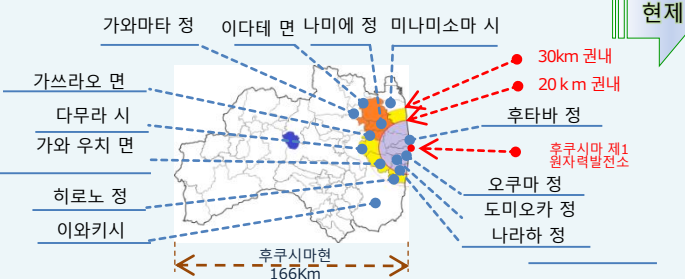 현제
가와마타 정
이다테 면
나미에 정
미나미소마 시
30km 권내
20ｋｍ 권내
가쓰라오 면
다무라 시
가와 우치 면
후타바 정
후쿠시마 제1
원자력발전소
오쿠마 정
도미오카 정
나라하 정
히로노 정
이와키시
후쿠시마현
166Km